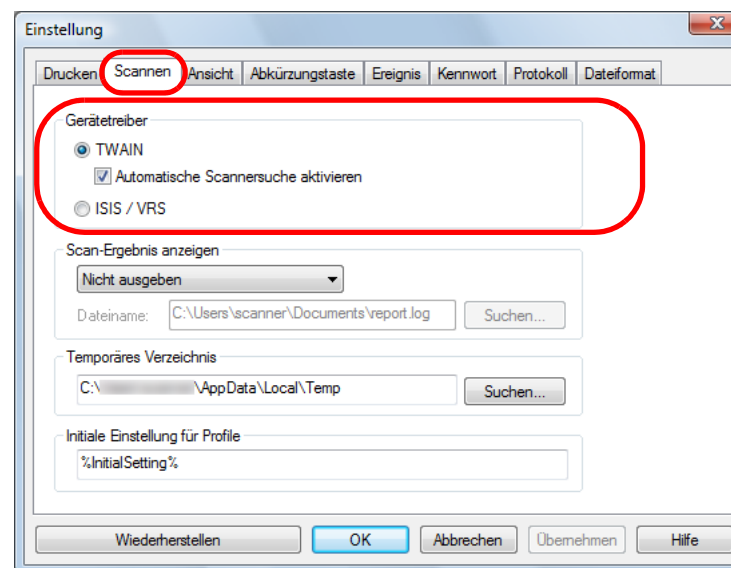 Einstellung
Drucken Scannen Ansicht Abkürzungstaste Ereignis Kennwort Protokoll Dateiformat
Gerätetreiber
TWAIN
Automatische Scannersuche aktivieren
ISIS / VRS
Scan-Ergebnis anzeigen
Nicht ausgeben
Dateiname: C:\Users\scanner\Documents\report.log Suchen...
Temporäres Verzeichnis
C:\ \AppData\Local\Temp Suchen...
Initiale Einstellung für Profile
%InitialSetting%
Wiederherstellen OK Abbrechen Übernehmen Hilfe